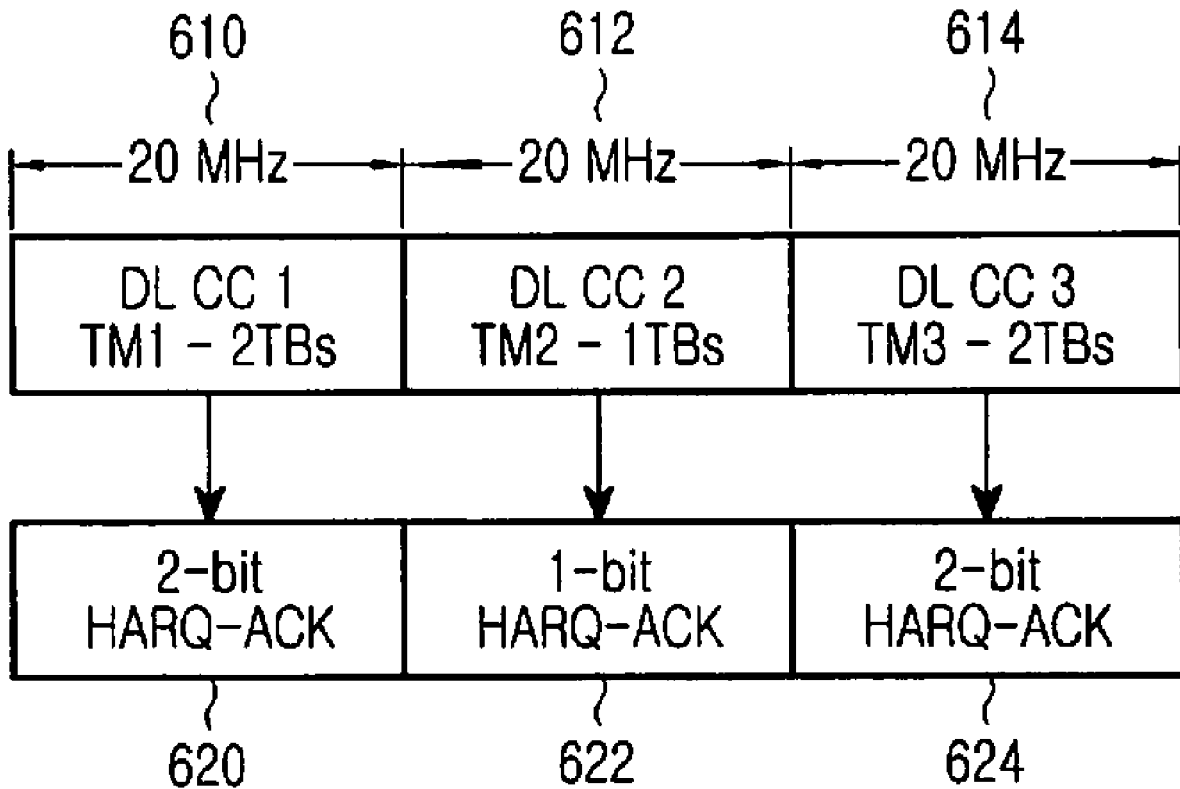 610 612 614
20 MHz 20 MHz 20 MHz
DL CC 1 DL CC 2 DL CC 3
TM1 - 2TBs TM2 - 1TBs TM3 - 2TBs
2-bit 1-bit 2-bit
HARQ-ACK HARQ-ACK HARQ-ACK
620 622 624